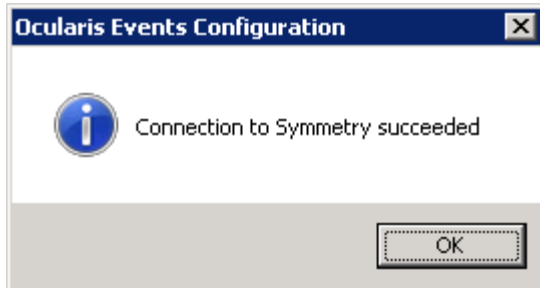 Ocularis Events Configuration
Connection to Symmetry succeeded
OK